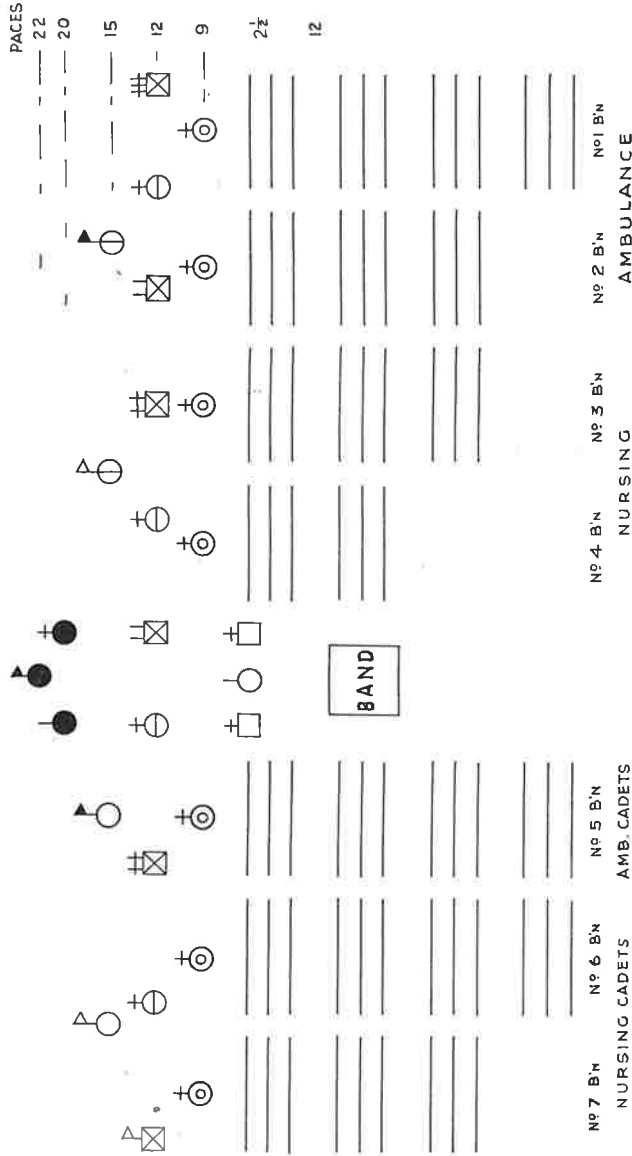 PACES
22
20
15
12
9
2½
12
BAND
Nº 7 B'N
Nº 6 B'N
Nº 5 B'N
Nº 4 B'N
Nº 3 B'N
Nº 2 B'N
Nº 1 B'N
NURSING CADETS
AMB. CADETS
NURSING
AMBULANCE